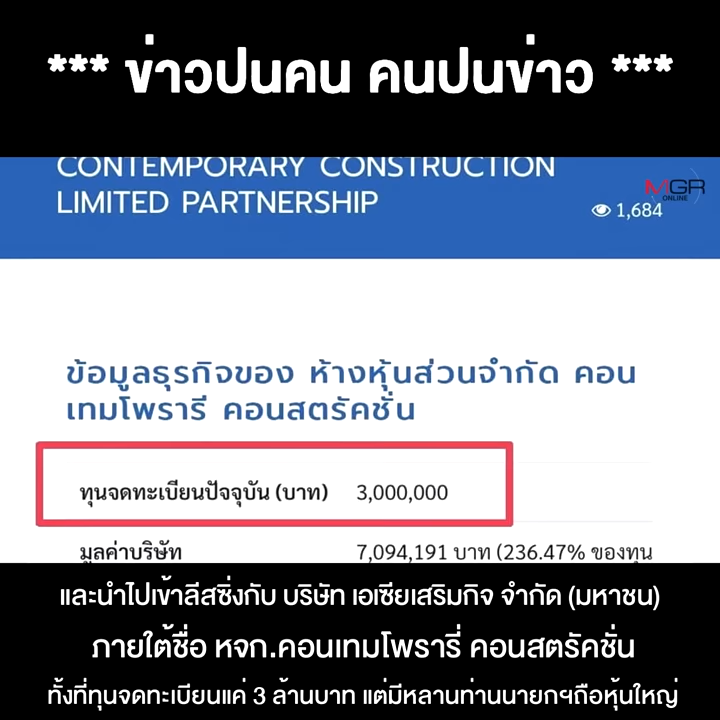 *** ข่าวปนคน คนปนข่าว ***
CONTEMPORARY CONSTRUCTION
LIMITED PARTNERSHIP
MGR
ONLINE
1,684
ข้อมูลธุรกิจของ ห้างหุ้นส่วนจำกัด คอน
เทมโพรารี่ คอนสตรัคชั่น
ทุนจดทะเบียนปัจจุบัน (บาท) 3,000,000
มูลค่าบริษัท 7,094,191 บาท (236.47% ของทุน
และนำไปเข้าลีสซิ่งกับ บริษัท เอเซียเสริมกิจ จำกัด (มหาชน)
ภายใต้ชื่อ หจก.คอนเทมโพรารี่ คอนสตรัคชั่น
ทั้งที่ทุนจดทะเบียนแค่ 3 ล้านบาท แต่มีหลานท่านนายกฯถือหุ้นใหญ่